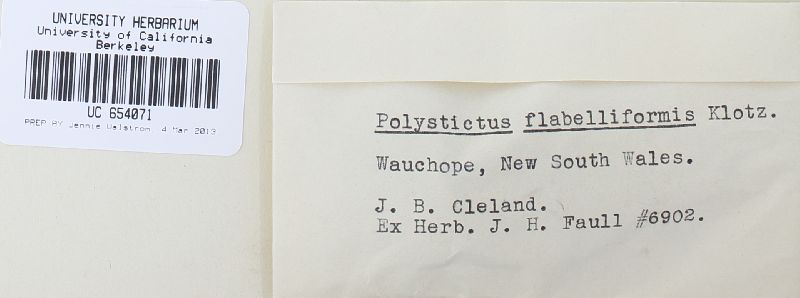 UNIVERSITY HERBARIUM
University of California
Berkeley
UC 654071
PREP BY Jennie Walstrom 4 Mar 2013
Polystictus flabelliformis Klotz.
Wauchope, New South Wales.
J. B. Cleland.
Ex Herb. J. H. Faull #6902.